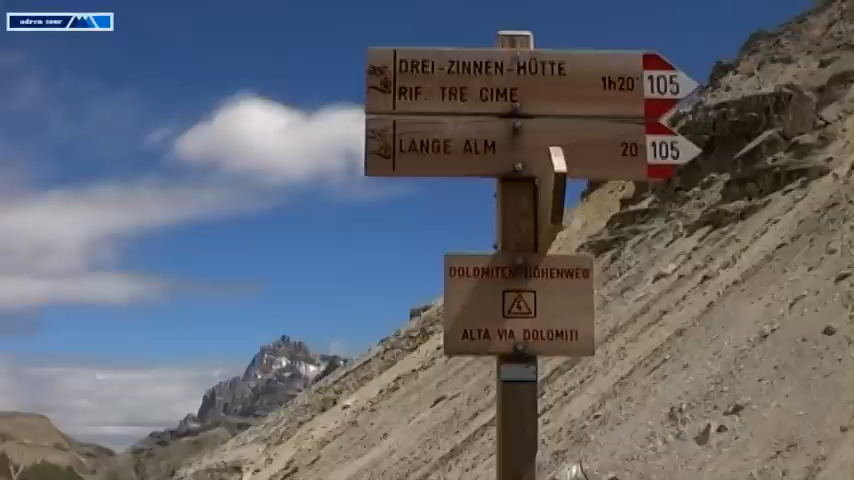 adren tour
DREI-ZINNEN-HÜTTE
RIF. TRE CIME
1h20'
105
LANGE ALM
20'
105
DOLOMITEN HÖHENWEG
4
ALTA VIA DOLOMITI